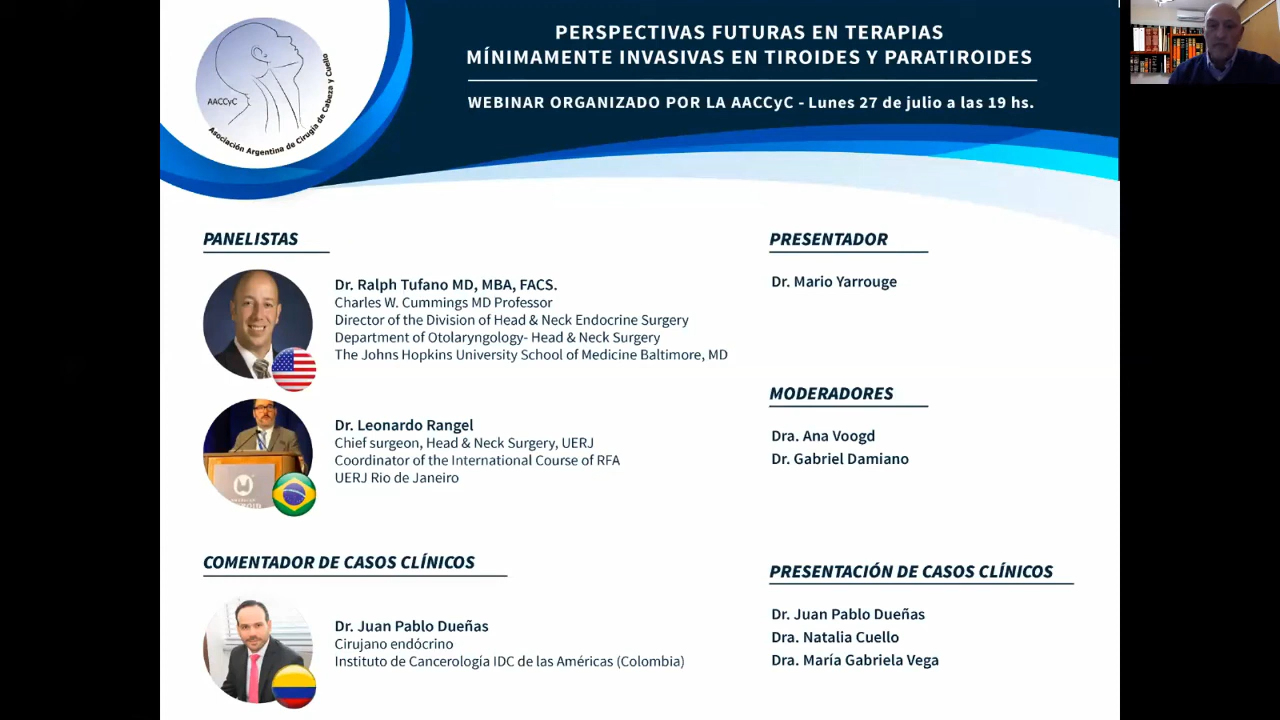 AACCyC
Asociación Argentina de Cirugía de Cabeza y Cuello
PERSPECTIVAS FUTURAS EN TERAPIAS
MÍNIMAMENTE INVASIVAS EN TIROIDES Y PARATIROIDES
WEBINAR ORGANIZADO POR LA AACCyC - Lunes 27 de julio a las 19 hs.
PANELISTAS
Dr. Ralph Tufano MD, MBA, FACS.
Charles W. Cummings MD Professor
Director of the Division of Head & Neck Endocrine Surgery
Department of Otolaryngology- Head & Neck Surgery
The Johns Hopkins University School of Medicine Baltimore, MD
Dr. Leonardo Rangel
Chief surgeon, Head & Neck Surgery, UERJ
Coordinator of the International Course of RFA
UERJ Rio de Janeiro
COMENTADOR DE CASOS CLÍNICOS
Dr. Juan Pablo Dueñas
Cirujano endócrino
Instituto de Cancerología IDC de las Américas (Colombia)
PRESENTADOR
Dr. Mario Yarrouge
MODERADORES
Dra. Ana Voogd
Dr. Gabriel Damiano
PRESENTACIÓN DE CASOS CLÍNICOS
Dr. Juan Pablo Dueñas
Dra. Natalia Cuello
Dra. María Gabriela Vega